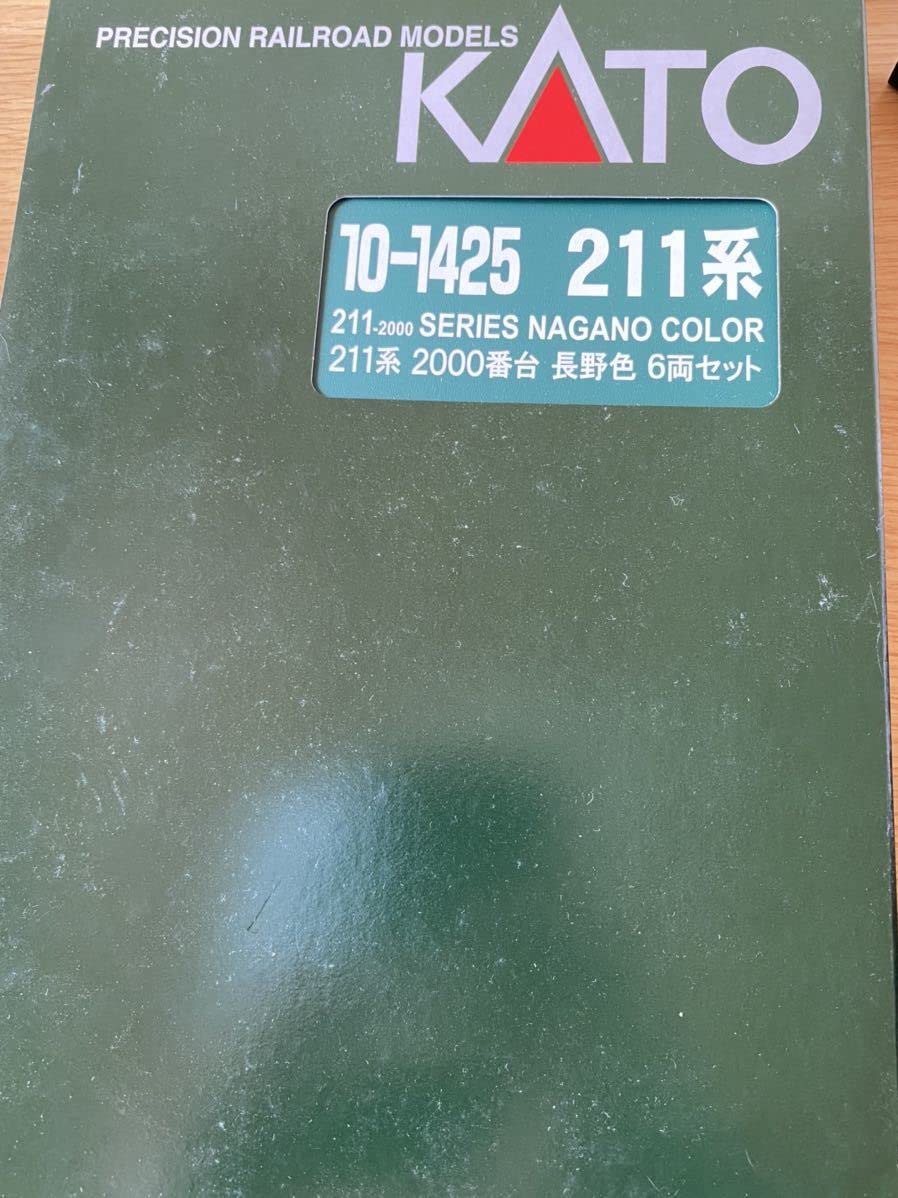 PRECISION RAILROAD MODELS
KATO
10-1425 211系
211-2000 SERIES NAGANO COLOR
211系 2000番台 長野色 6両セット